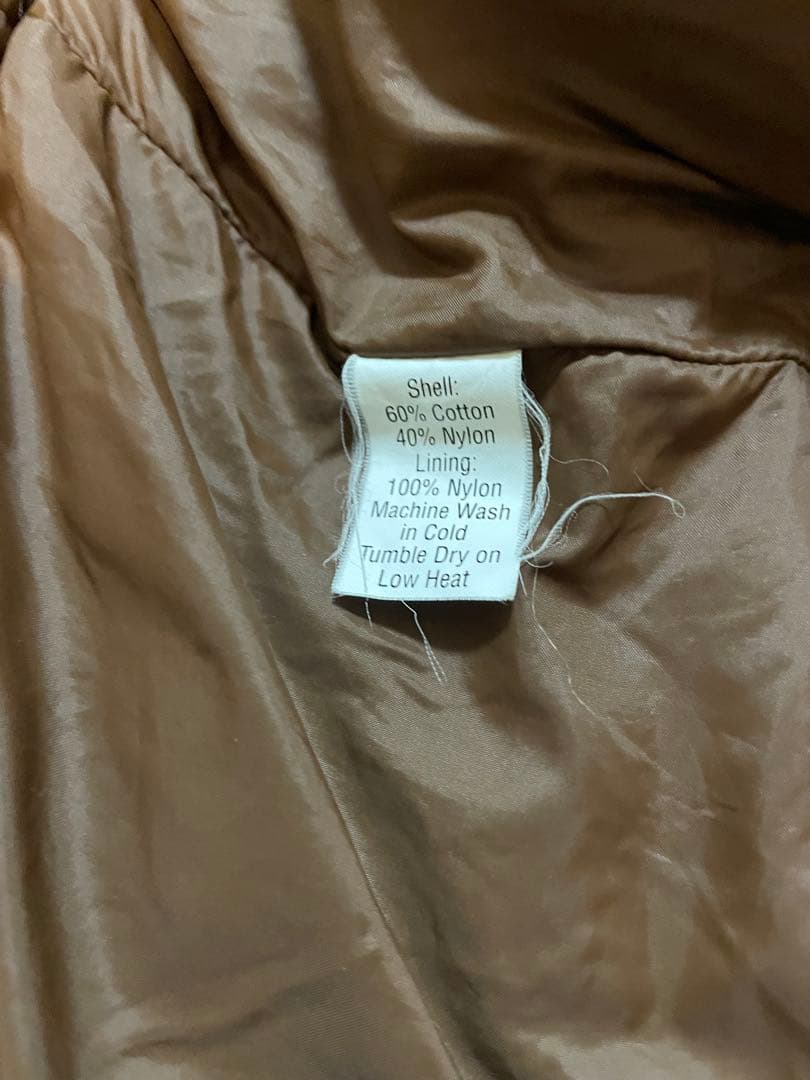 Shell:
60% Cotton
40% Nylon
Lining:
100% Nylon
Machine Wash
in Cold
Tumble Dry on
Low Heat